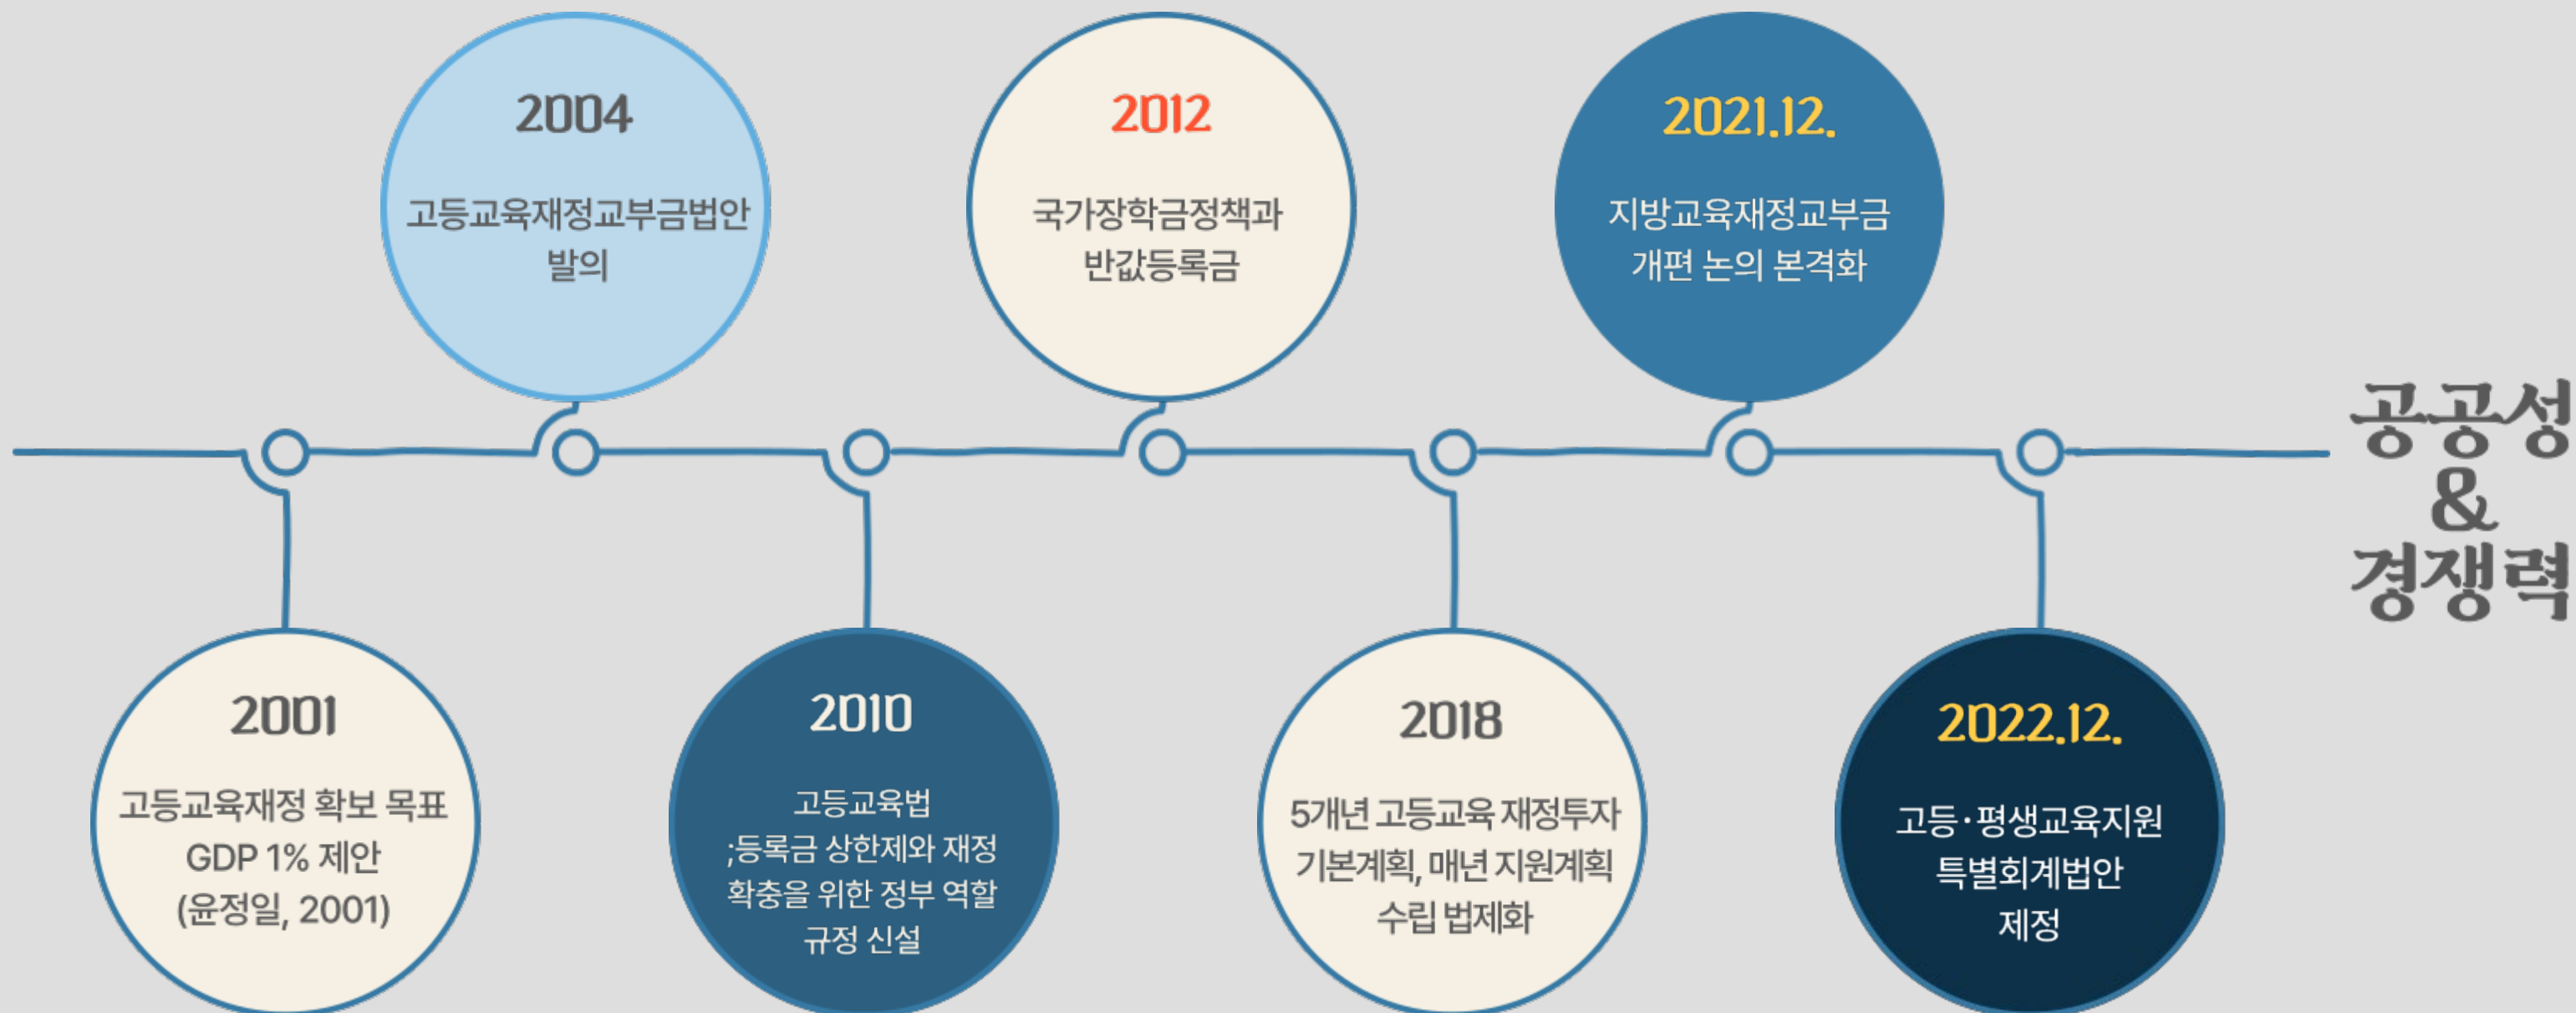 2004
고등교육재정교부금법안
발의
2012
국가장학금정책과
반값등록금
2021.12.
지방교육재정교부금
개편 논의 본격화
공공성
&
경쟁력
2001
고등교육재정 확보 목표
GDP 1% 제안
(윤정일, 2001)
2010
고등교육법
;등록금 상한제와 재정
확충을 위한 정부 역할
규정 신설
2018
5개년 고등교육 재정투자
기본계획, 매년 지원계획
수립 법제화
2022.12.
고등·평생교육지원
특별회계법안
제정